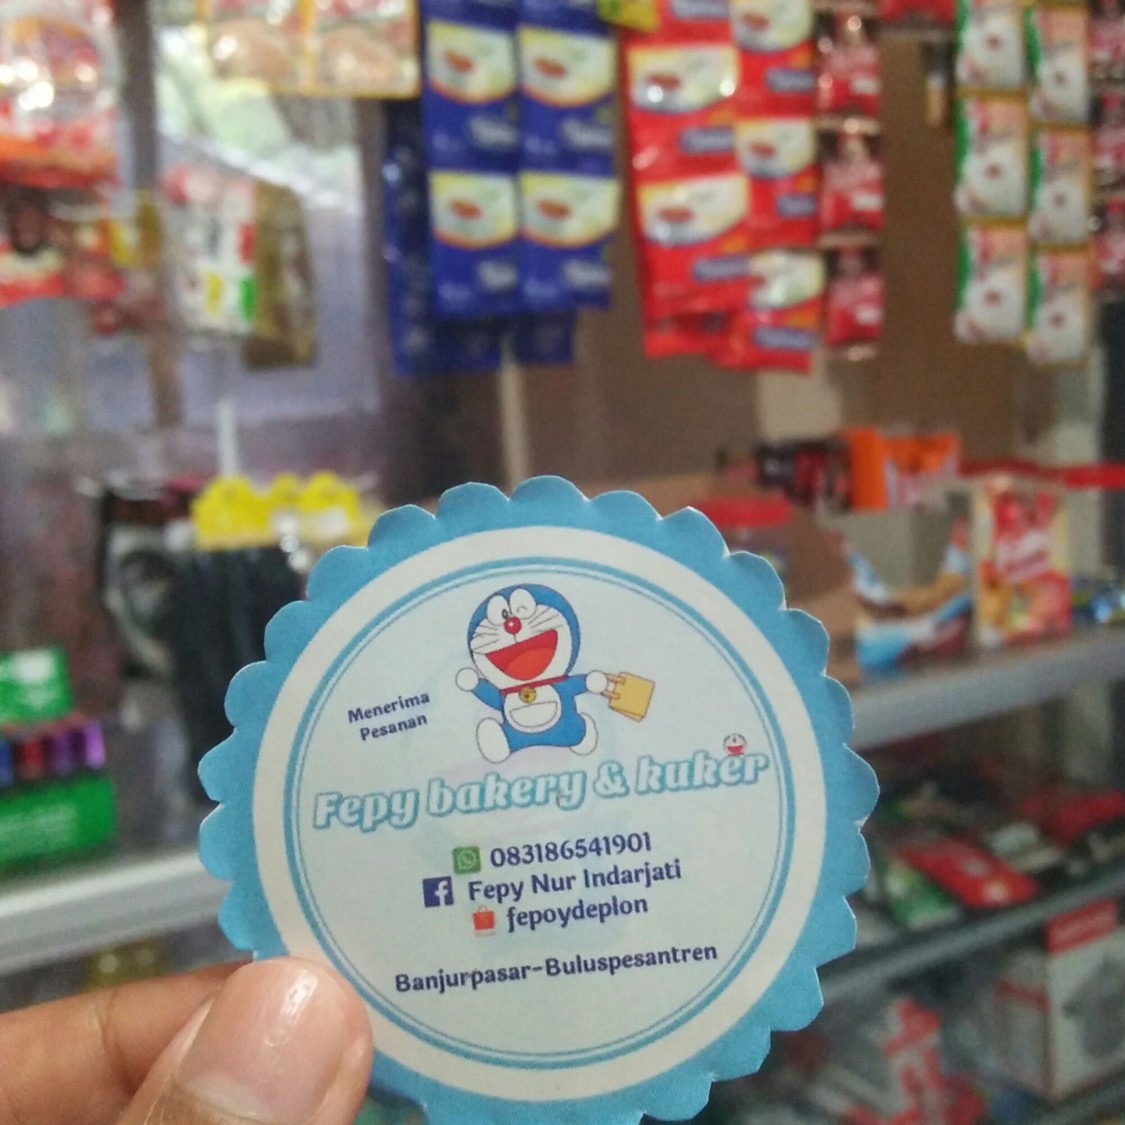 Menerima
Pesanan
Fepy bakery & kuker
083186541901
Fepy Nur Indarjati
fepoydeplon
Banjurpasar-Buluspesantren